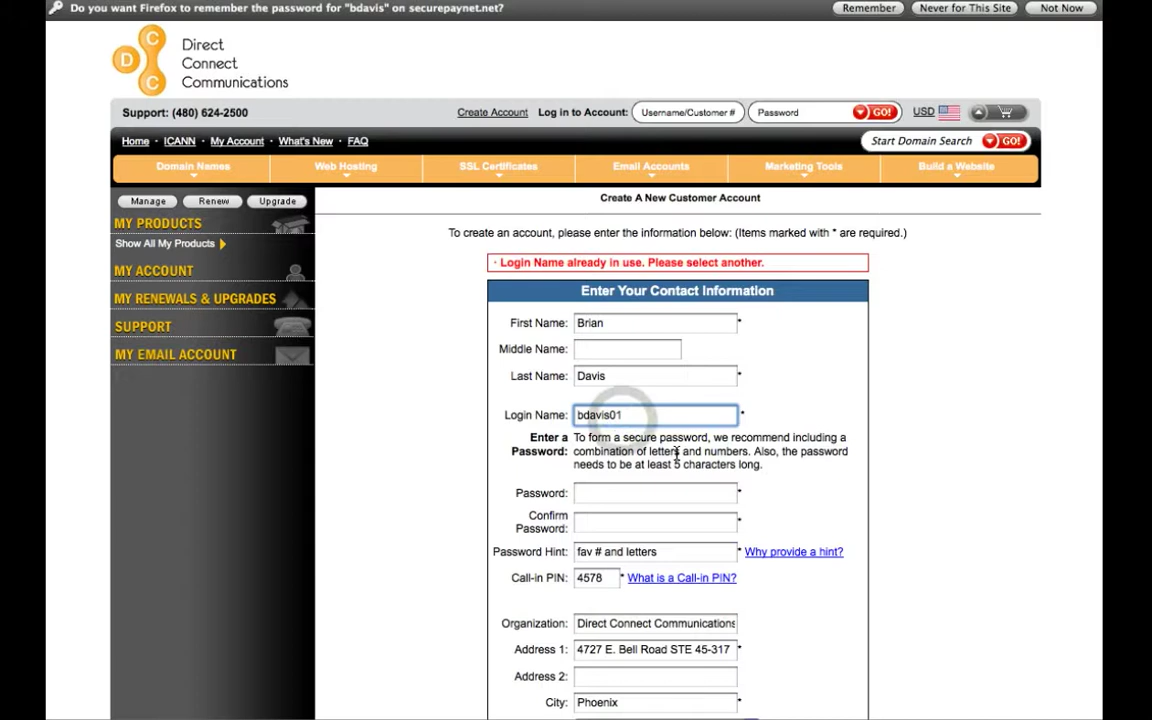 Do you want Firefox to remember the password for "bdavis" on securepaynet.net?
Remember
Never for This Site
Not Now
C
D
C
Direct
Connect
Communications
Support: (480) 624-2500
Create Account
Log in to Account:
Username/Customer #
Password
GO!
USD
Home · ICANN · My Account · What's New · FAQ
Start Domain Search
GO!
Domain Names
Web Hosting
SSL Certificates
Email Accounts
Marketing Tools
Build a Website
Manage
Renew
Upgrade
MY PRODUCTS
Show All My Products
MY ACCOUNT
MY RENEWALS & UPGRADES
SUPPORT
MY EMAIL ACCOUNT
Create A New Customer Account
To create an account, please enter the information below: (Items marked with * are required.)
· Login Name already in use. Please select another.
Enter Your Contact Information
First Name: Brian *
Middle Name:
Last Name: Davis *
Login Name: bdavis01 *
Enter a Password:
To form a secure password, we recommend including a
combination of letters and numbers. Also, the password
needs to be at least 5 characters long.
Password: *
Confirm Password: *
Password Hint: fav # and letters * Why provide a hint?
Call-in PIN: 4578 * What is a Call-in PIN?
Organization: Direct Connect Communications
Address 1: 4727 E. Bell Road STE 45-317 *
Address 2:
City: Phoenix *